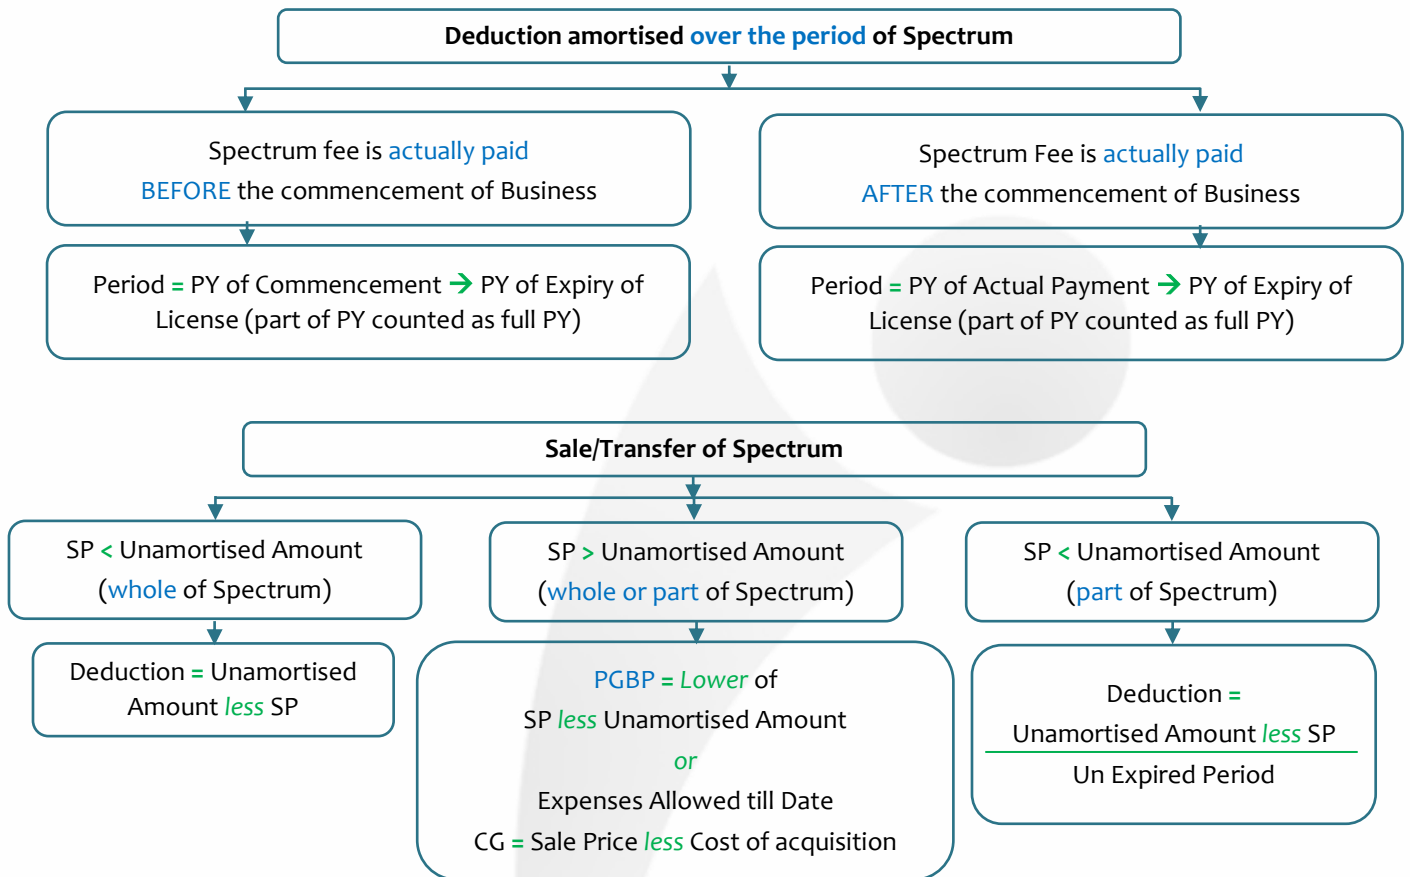 Deduction amortised over the period of Spectrum
Spectrum fee is actually paid
BEFORE the commencement of Business
Spectrum Fee is actually paid
AFTER the commencement of Business
Period = PY of Commencement → PY of Expiry of
License (part of PY counted as full PY)
Period = PY of Actual Payment → PY of Expiry of
License (part of PY counted as full PY)
Sale/Transfer of Spectrum
SP < Unamortised Amount
(whole of Spectrum)
SP > Unamortised Amount
(whole or part of Spectrum)
SP < Unamortised Amount
(part of Spectrum)
Deduction = Unamortised
Amount less SP
PGBP = Lower of
SP less Unamortised Amount
or
Expenses Allowed till Date
CG = Sale Price less Cost of acquisition
Deduction =
Unamortised Amount less SP
Un Expired Period